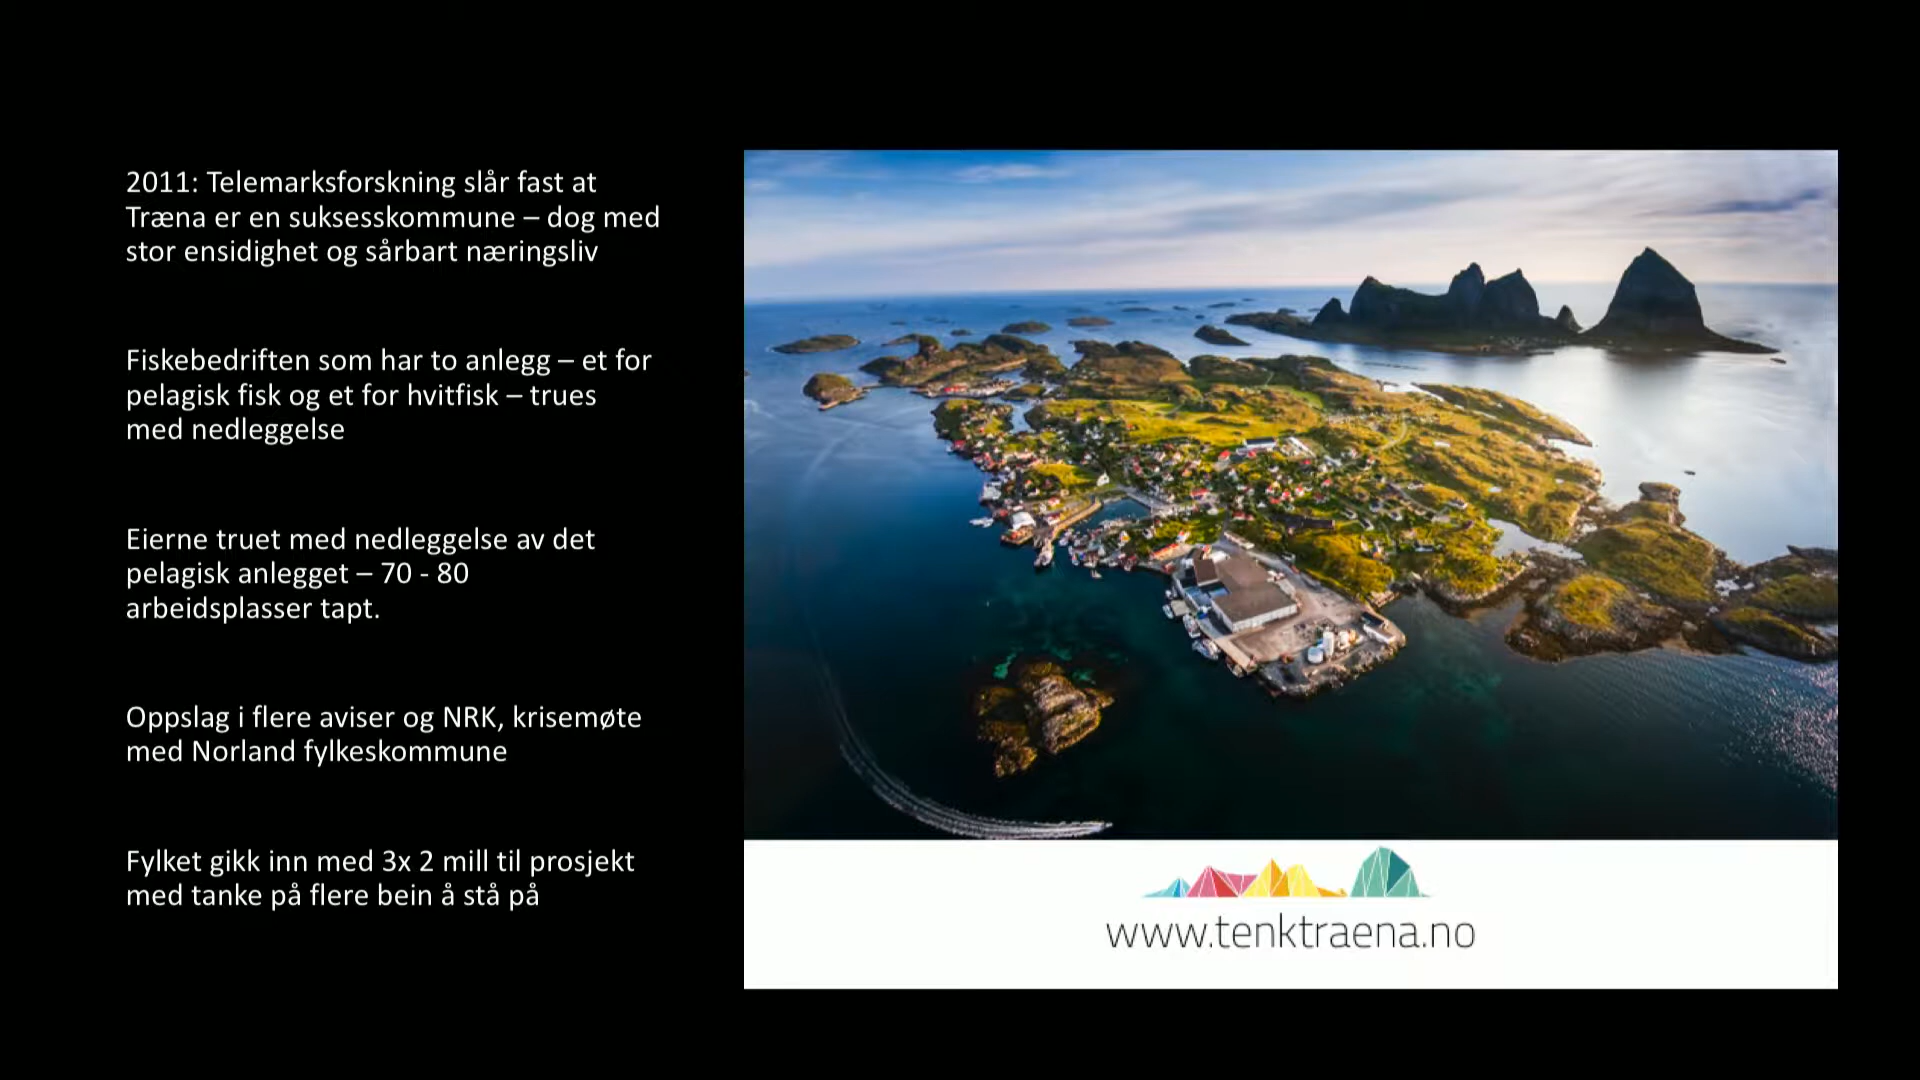 2011: Telemarksforskning slår fast at
Træna er en suksesskommune – dog med
stor ensidighet og sårbart næringsliv
Fiskebedriften som har to anlegg – et for
pelagisk fisk og et for hvitfisk – trues
med nedleggelse
Eierne truet med nedleggelse av det
pelagisk anlegget – 70 - 80
arbeidsplasser tapt.
Oppslag i flere aviser og NRK, krisemøte
med Norland fylkeskommune
Fylket gikk inn med 3x 2 mill til prosjekt
med tanke på flere bein å stå på
www.tenktraena.no